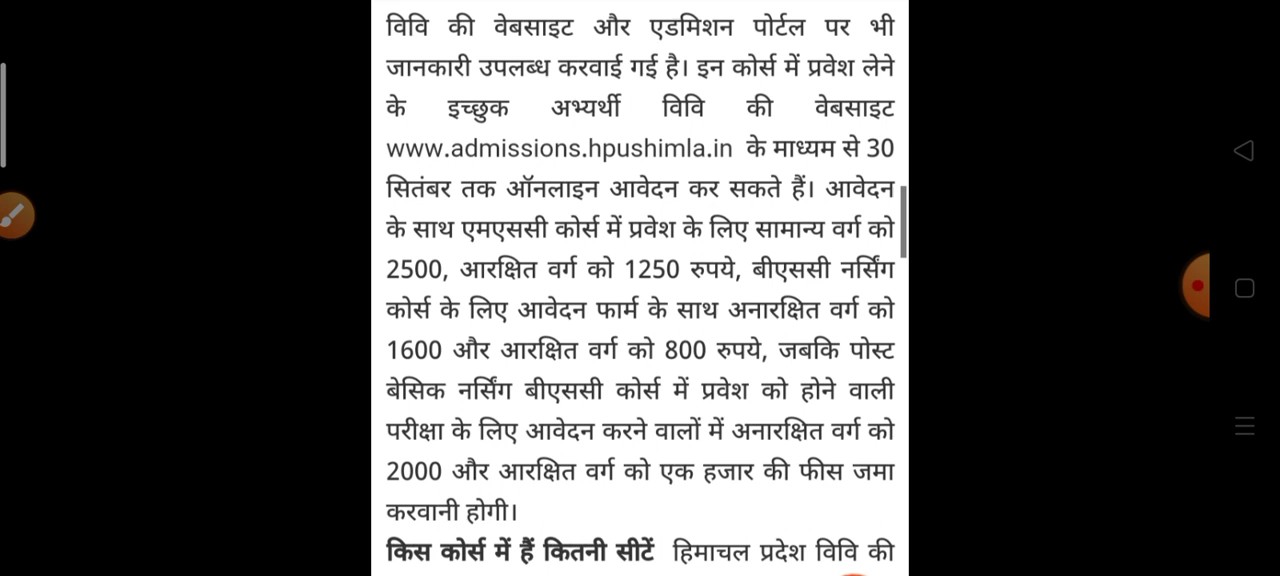 विवि की वेबसाइट और एडमिशन पोर्टल पर भी
जानकारी उपलब्ध करवाई गई है। इन कोर्स में प्रवेश लेने
के इच्छुक अभ्यर्थी विवि की वेबसाइट
www.admissions.hpushimla.in के माध्यम से 30
सितंबर तक ऑनलाइन आवेदन कर सकते हैं। आवेदन
के साथ एमएससी कोर्स में प्रवेश के लिए सामान्य वर्ग को
2500, आरक्षित वर्ग को 1250 रुपये, बीएससी नर्सिंग
कोर्स के लिए आवेदन फार्म के साथ अनारक्षित वर्ग को
1600 और आरक्षित वर्ग को 800 रुपये, जबकि पोस्ट
बेसिक नर्सिंग बीएससी कोर्स में प्रवेश को होने वाली
परीक्षा के लिए आवेदन करने वालों में अनारक्षित वर्ग को
2000 और आरक्षित वर्ग को एक हजार की फीस जमा
करवानी होगी।
किस कोर्स में हैं कितनी सीटें हिमाचल प्रदेश विवि की